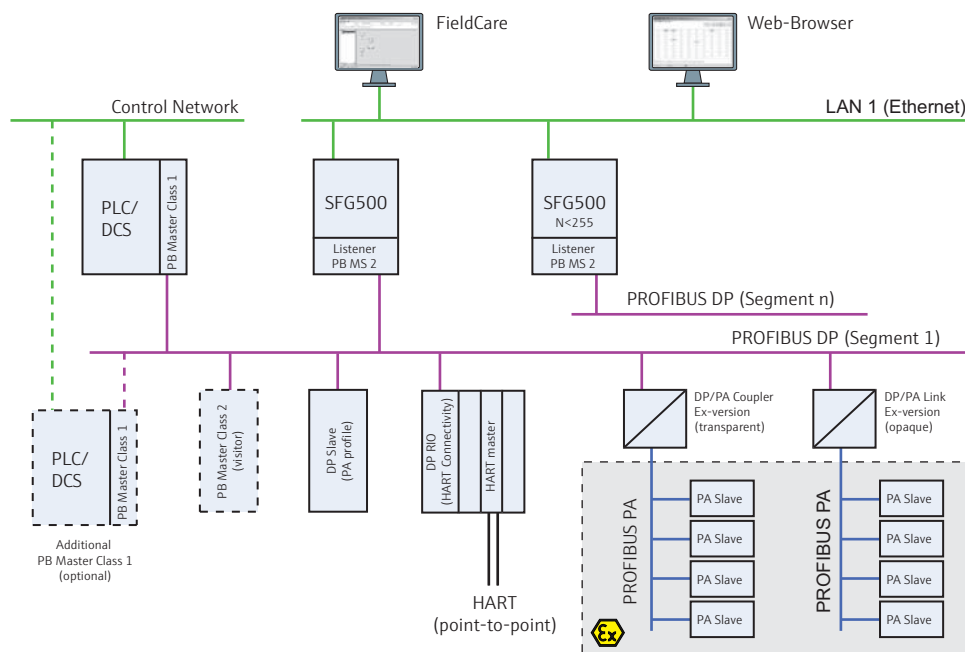 FieldCare
Web-Browser
Control Network
LAN 1 (Ethernet)
PLC/
DCS
PB Master Class 1
SFG500
Listener
PB MS 2
SFG500
N<255
Listener
PB MS 2
PROFIBUS DP (Segment n)
PROFIBUS DP (Segment 1)
PLC/
DCS
PB Master Class 1
Additional
PB Master Class 1
(optional)
PB Master Class 2
(visitor)
DP Slave
(PA profile)
DP RIO
(HART Connectivity)
HART master
HART
(point-to-point)
DP/PA Coupler
Ex-version
(transparent)
DP/PA Link
Ex-version
(opaque)
PROFIBUS PA
PA Slave
PA Slave
PA Slave
PA Slave
PROFIBUS PA
PA Slave
PA Slave
PA Slave
PA Slave
Ex